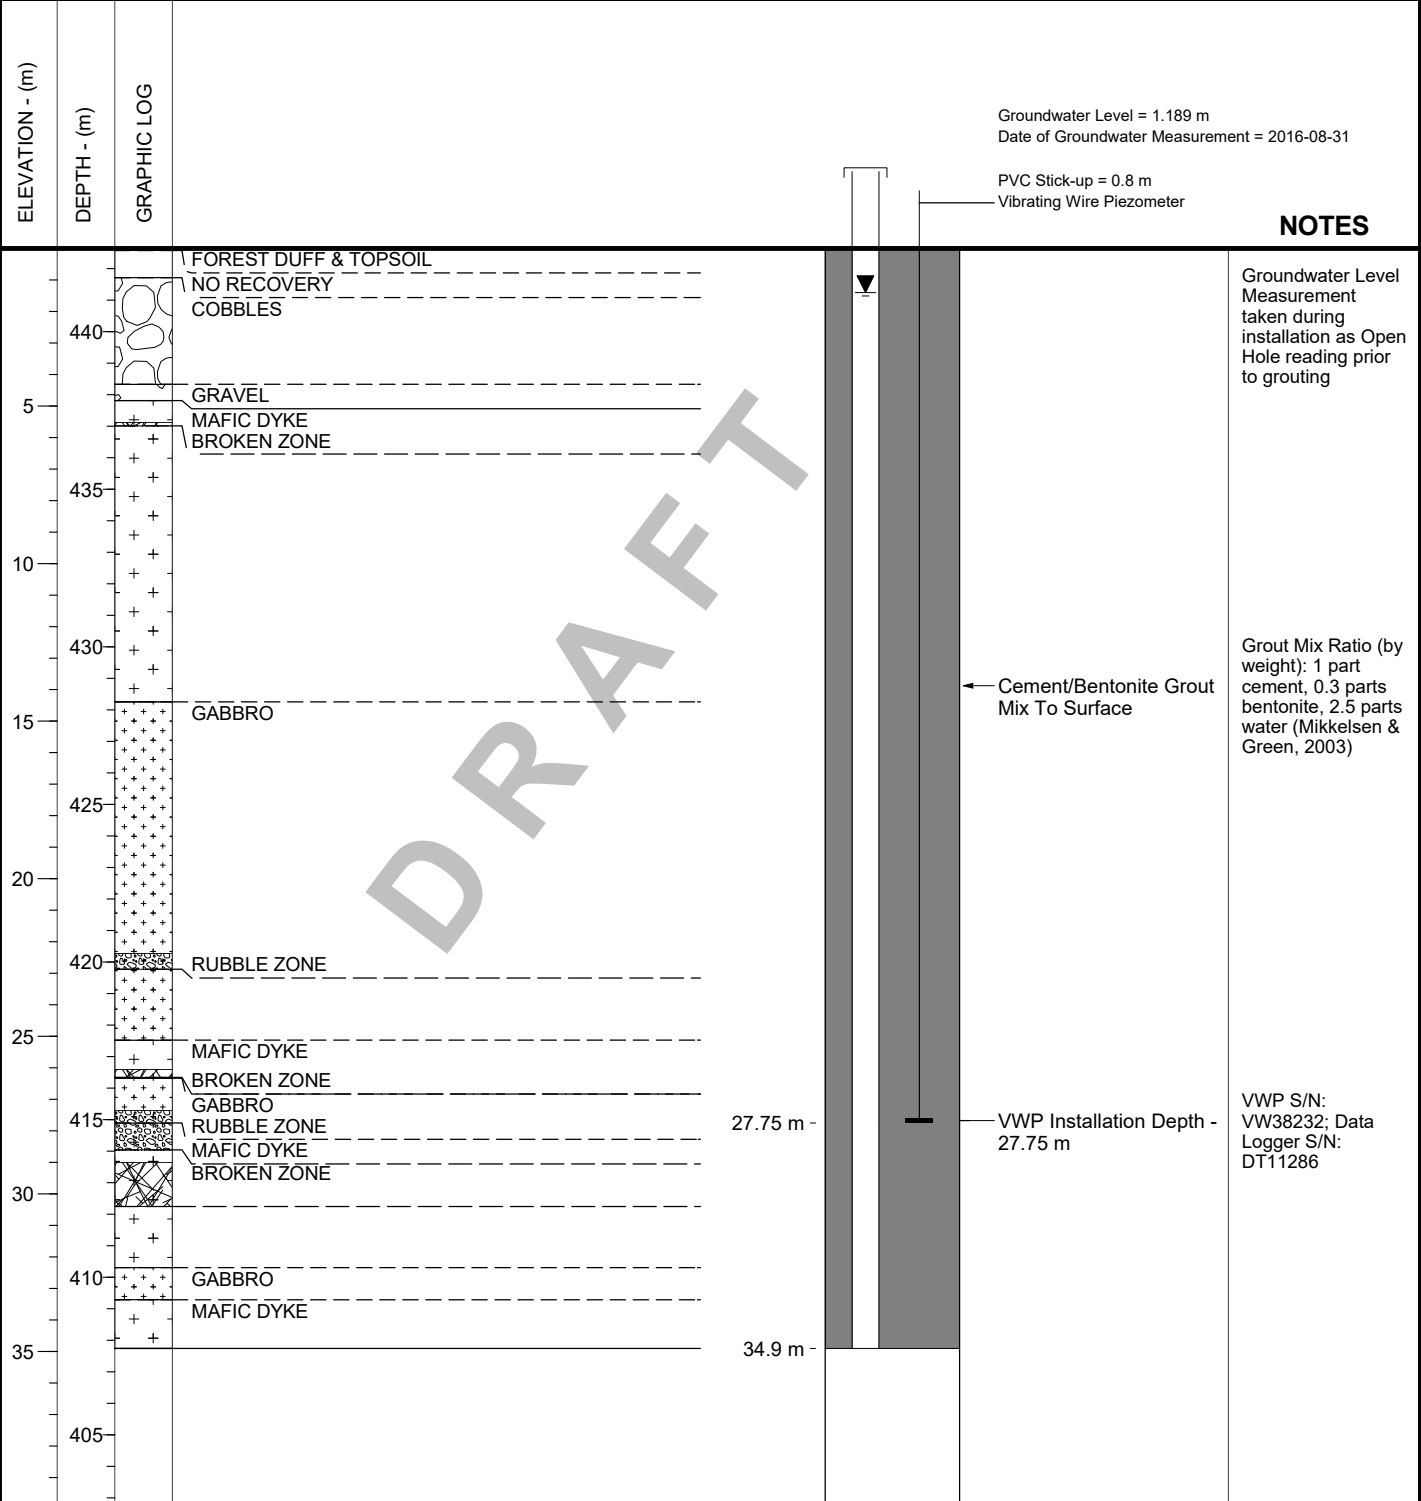 ELEVATION - (m)
DEPTH - (m)
GRAPHIC LOG
Groundwater Level = 1.189 m
Date of Groundwater Measurement = 2016-08-31
PVC Stick-up = 0.8 m
Vibrating Wire Piezometer
NOTES
FOREST DUFF & TOPSOIL
NO RECOVERY
COBBLES
440
GRAVEL
5
MAFIC DYKE
BROKEN ZONE
435
10
430
GABBRO
15
425
20
420
RUBBLE ZONE
25
MAFIC DYKE
BROKEN ZONE
GABBRO
415
RUBBLE ZONE
MAFIC DYKE
BROKEN ZONE
30
410
GABBRO
MAFIC DYKE
35
405
DRAFT
27.75 m
34.9 m
Cement/Bentonite Grout
Mix To Surface
VWP Installation Depth -
27.75 m
Groundwater Level
Measurement
taken during
installation as Open
Hole reading prior
to grouting
Grout Mix Ratio (by
weight): 1 part
cement, 0.3 parts
bentonite, 2.5 parts
water (Mikkelsen &
Green, 2003)
VWP S/N:
VW38232; Data
Logger S/N:
DT11286